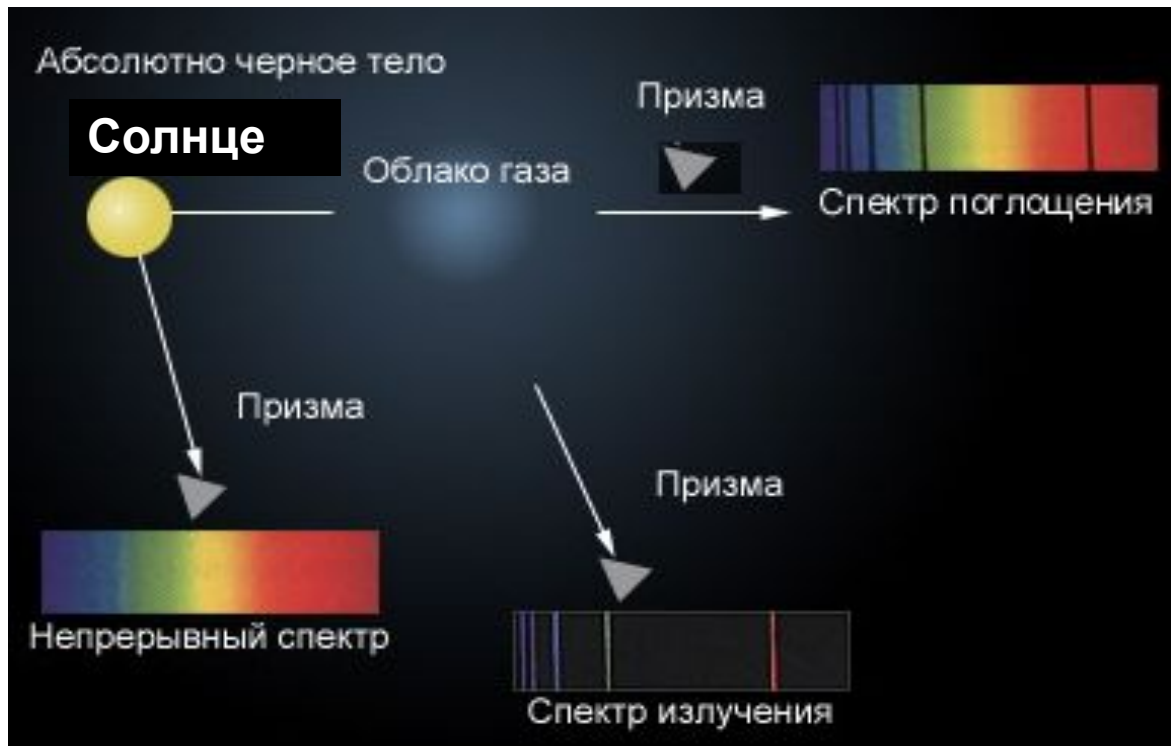 Абсолютно черное тело
Солнце
Облако газа
Призма
Спектр поглощения
Призма
Непрерывный спектр
Призма
Спектр излучения